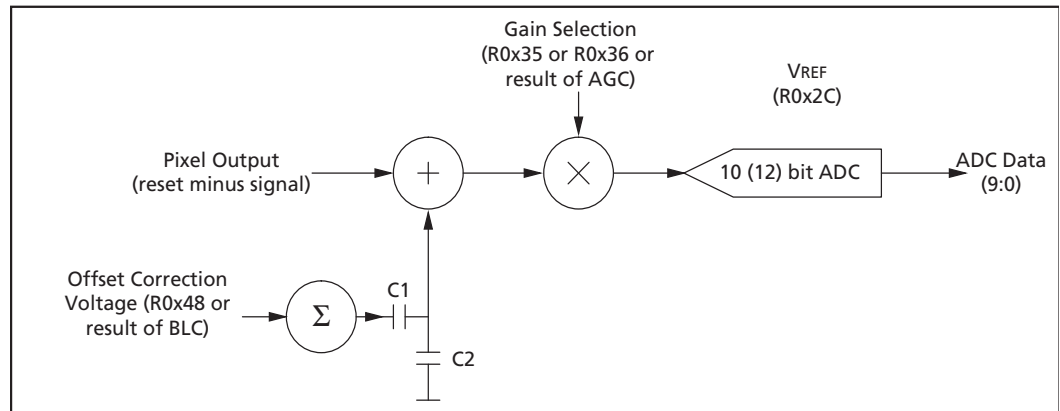 Gain Selection
(R0x35 or R0x36 or
result of AGC)
VREF
(R0x2C)
Pixel Output
(reset minus signal)
+
×
10 (12) bit ADC
ADC Data
(9:0)
Offset Correction
Voltage (R0x48 or
result of BLC)
Σ
C1
C2